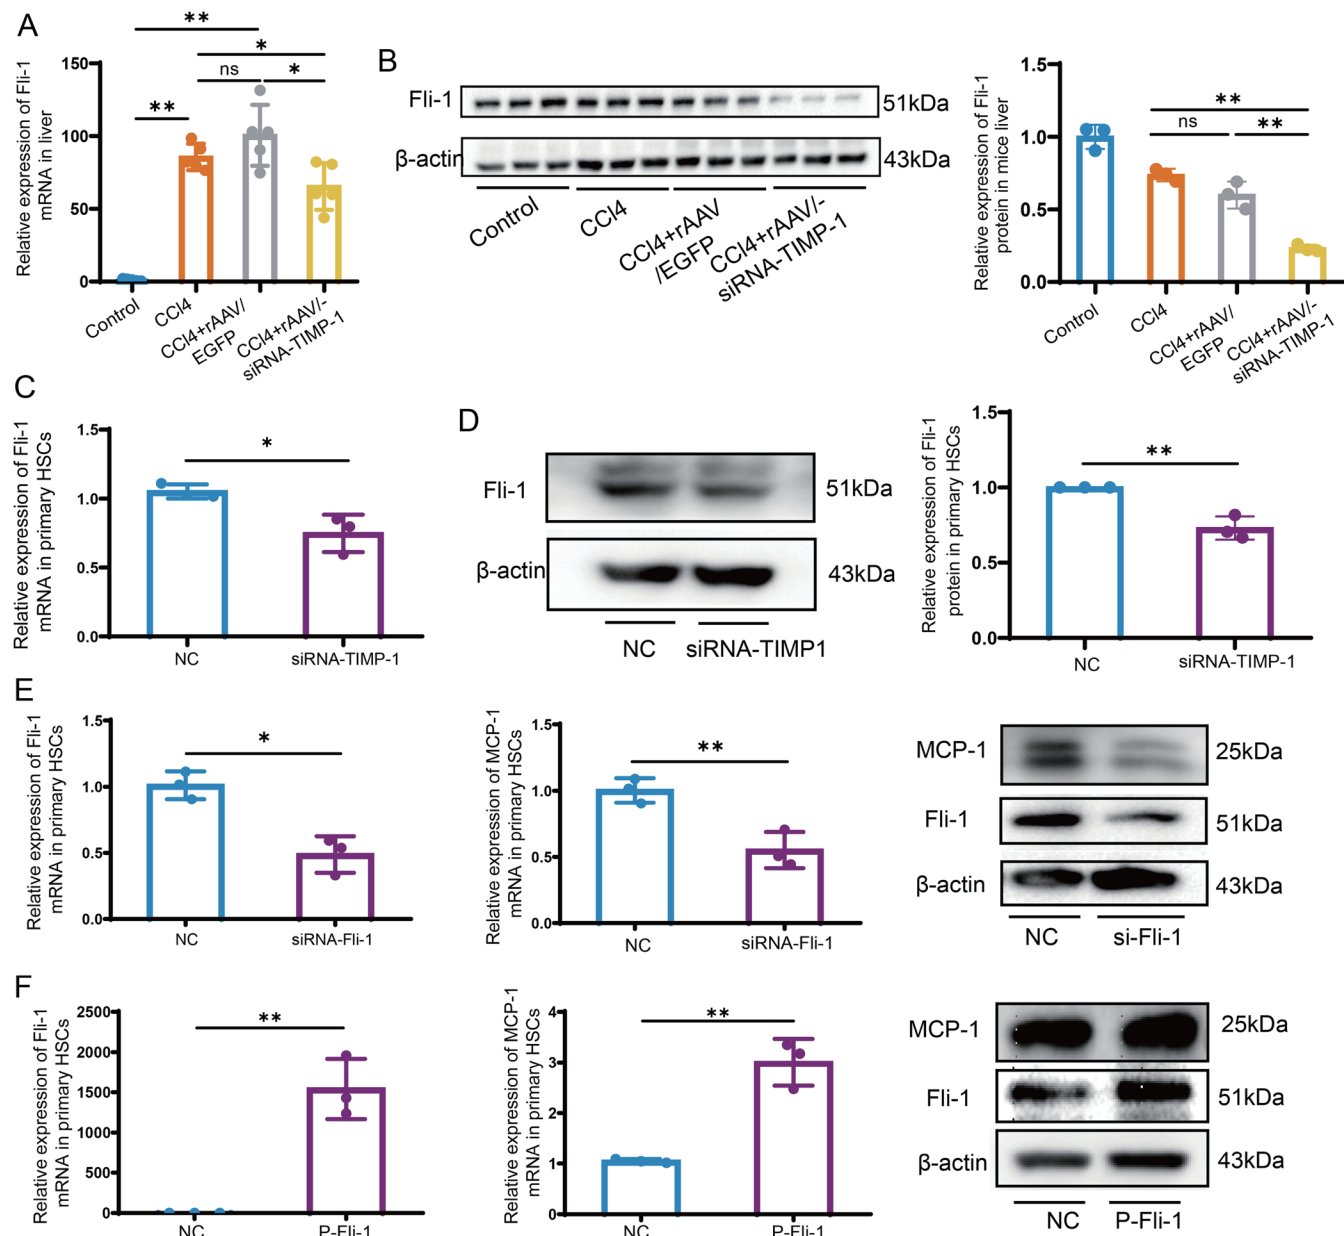 A
Relative expression of Fli-1
mRNA in liver
150
100
50
0
**
*
ns
*
**
Control
CCl4
CCl4+rAAV/
EGFP
CCl4+rAAV/-
siRNA-TIMP-1
B
Fli-1
51kDa
β-actin
43kDa
Control
CCl4
CCl4+rAAV
/EGFP
CCl4+rAAV/-
siRNA-TIMP-1
Relative expression of Fli-1
protein in mice liver
1.5
1.0
0.5
0.0
**
ns
**
Control
CCl4
CCl4+rAAV/
EGFP
CCl4+rAAV/-
siRNA-TIMP-1
C
Relative expression of Fli-1
mRNA in primary HSCs
1.5
1.0
0.5
0.0
*
NC
siRNA-TIMP-1
D
Fli-1
51kDa
β-actin
43kDa
NC
siRNA-TIMP1
Relative expression of Fli-1
protein in primary HSCs
1.5
1.0
0.5
0.0
**
NC
siRNA-TIMP-1
E
Relative expression of Fli-1
mRNA in primary HSCs
1.5
1.0
0.5
0.0
*
NC
siRNA-Fli-1
Relative expression of MCP-1
mRNA in primary HSCs
1.5
1.0
0.5
0.0
**
NC
siRNA-Fli-1
MCP-1
25kDa
Fli-1
51kDa
β-actin
43kDa
NC
si-Fli-1
F
Relative expression of Fli-1
mRNA in primary HSCs
2500
2000
1500
1000
500
0
**
NC
P-Fli-1
Relative expression of MCP-1
mRNA in primary HSCs
4
3
2
1
0
**
NC
P-Fli-1
MCP-1
25kDa
Fli-1
51kDa
β-actin
43kDa
NC
P-Fli-1